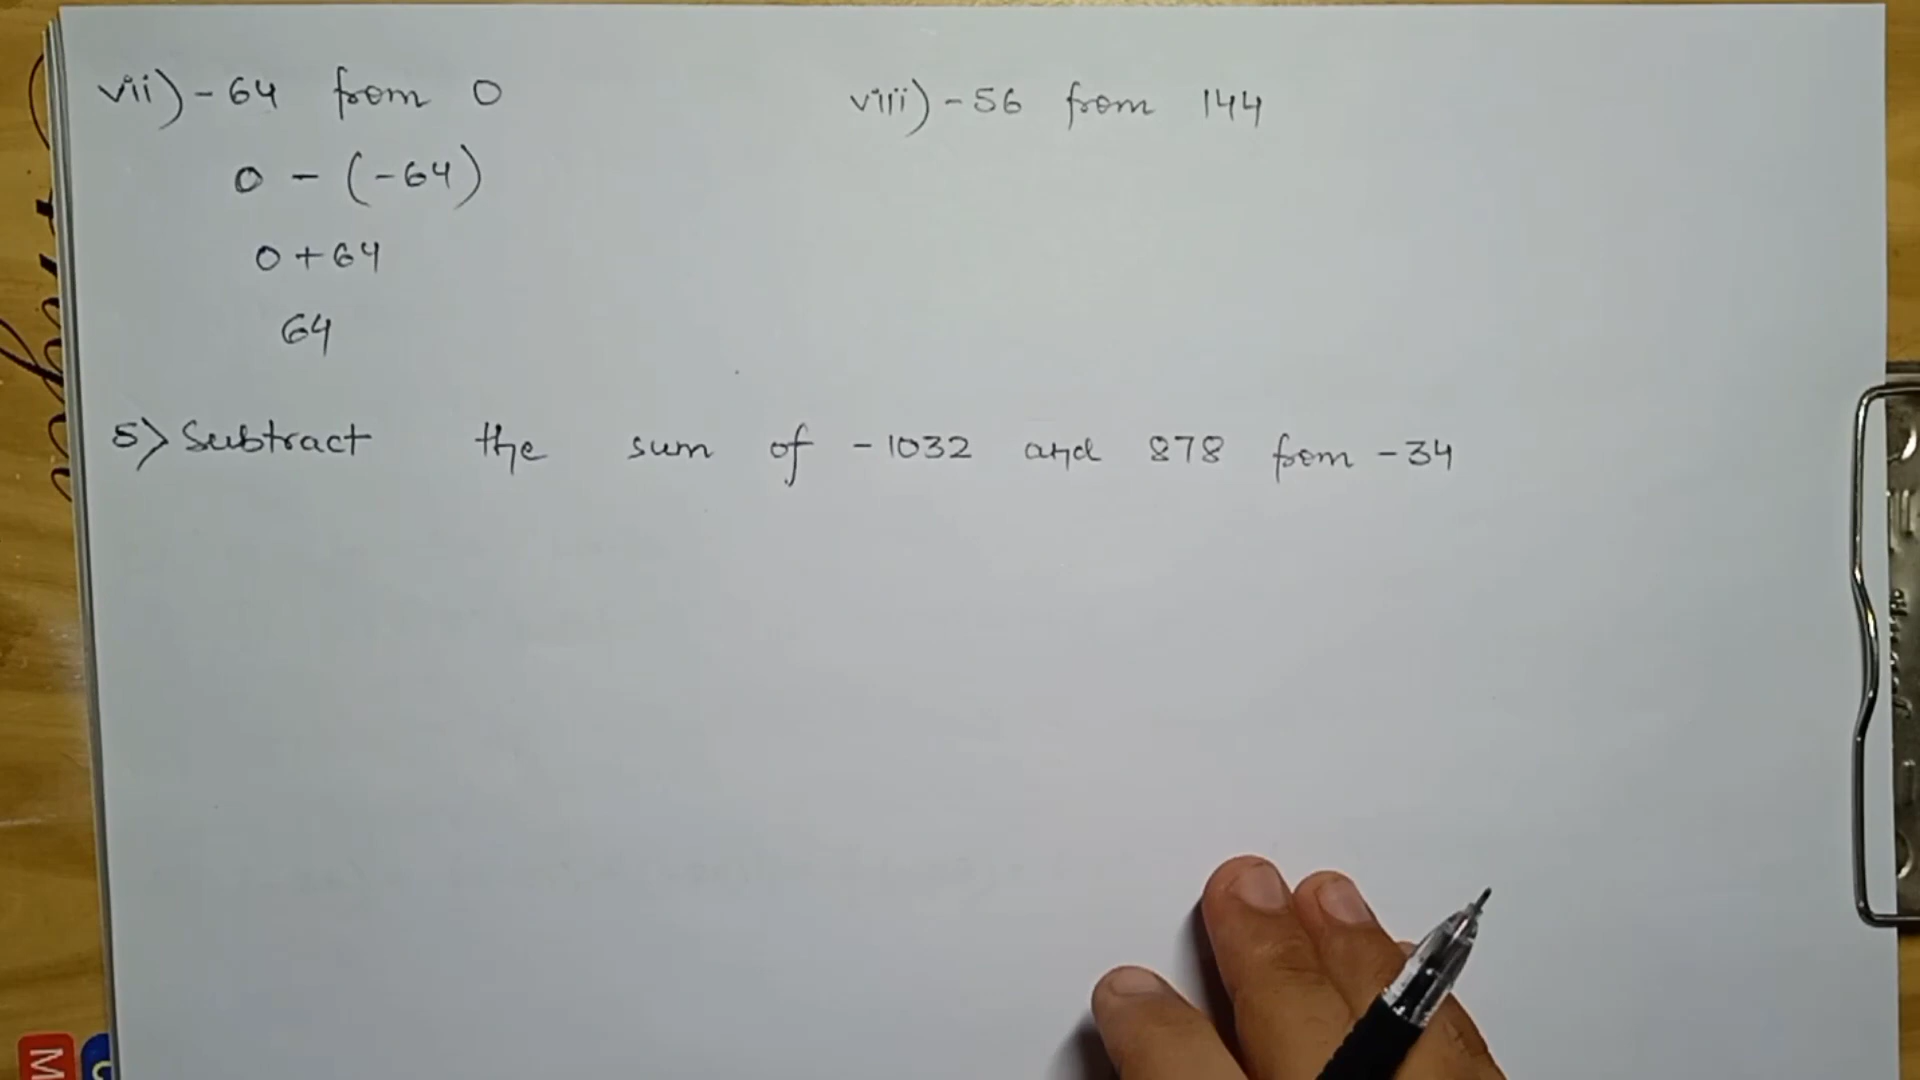 vii) -64 from 0
0 - (-64)
0 + 64
64
viii) -56 from 144
5) Subtract the sum of -1032 and 878 from -34
M